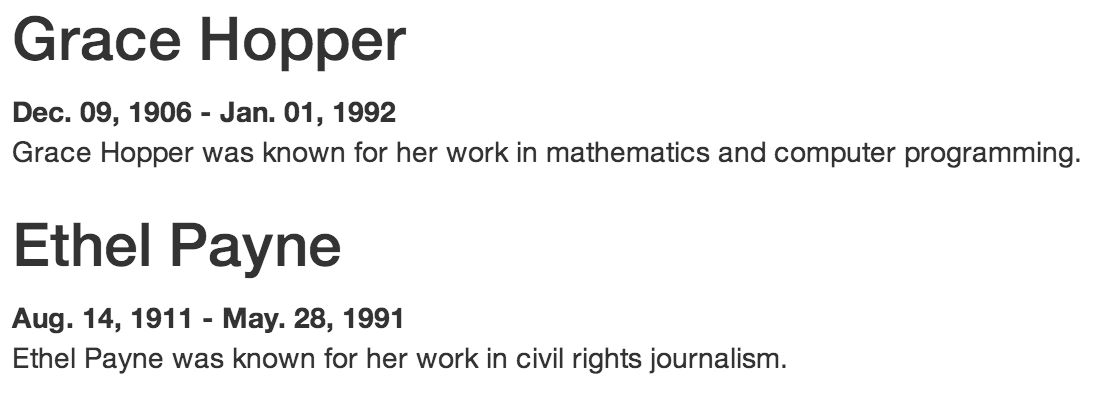 Grace Hopper
Dec. 09, 1906 - Jan. 01, 1992
Grace Hopper was known for her work in mathematics and computer programming.
Ethel Payne
Aug. 14, 1911 - May. 28, 1991
Ethel Payne was known for her work in civil rights journalism.